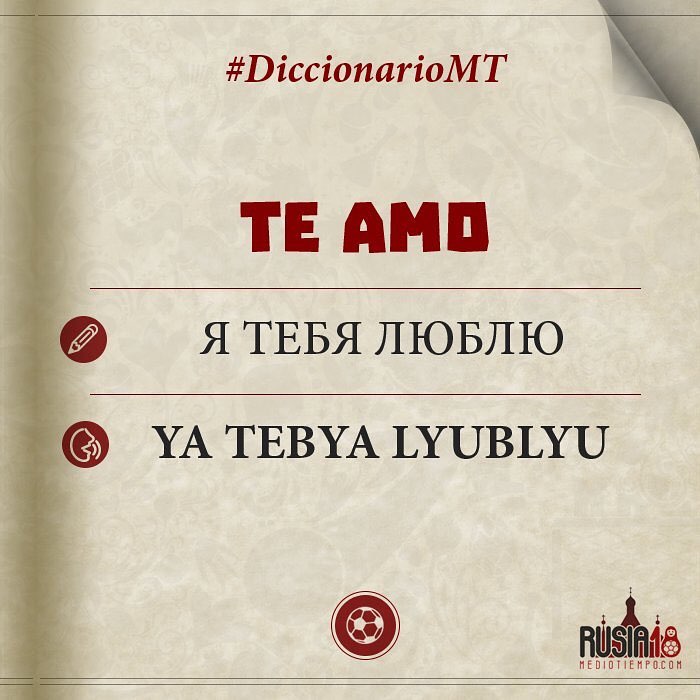 #DiccionarioMT
TE AMO
Я ТЕБЯ ЛЮБЛЮ
YA TEBYA LYUBLYU
RUSIA18
MEDIOTIEMPO.COM